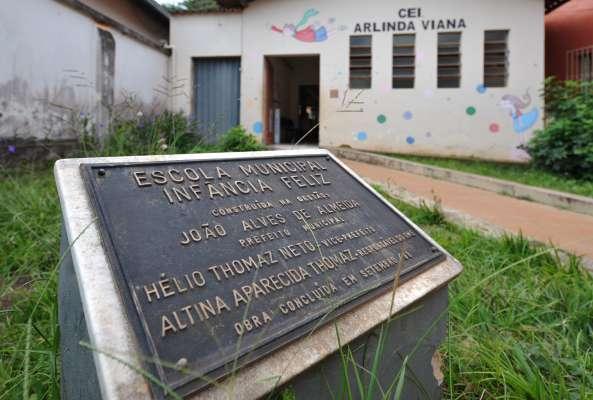 CEI
ARLINDA VIANA
ESCOLA MUNICIPAL
INFÂNCIA FELIZ
CONSTRUÍDA NA GESTÃO
JOÃO ALVES DE ALMEIDA
PREFEITO MUNICIPAL
HÉLIO THOMAZ NETO - VICE-PREFEITO
ALTINA APARECIDA THOMAZ - RESPONSÁVEL
OBRA CONCLUÍDA EM SETEMBRO